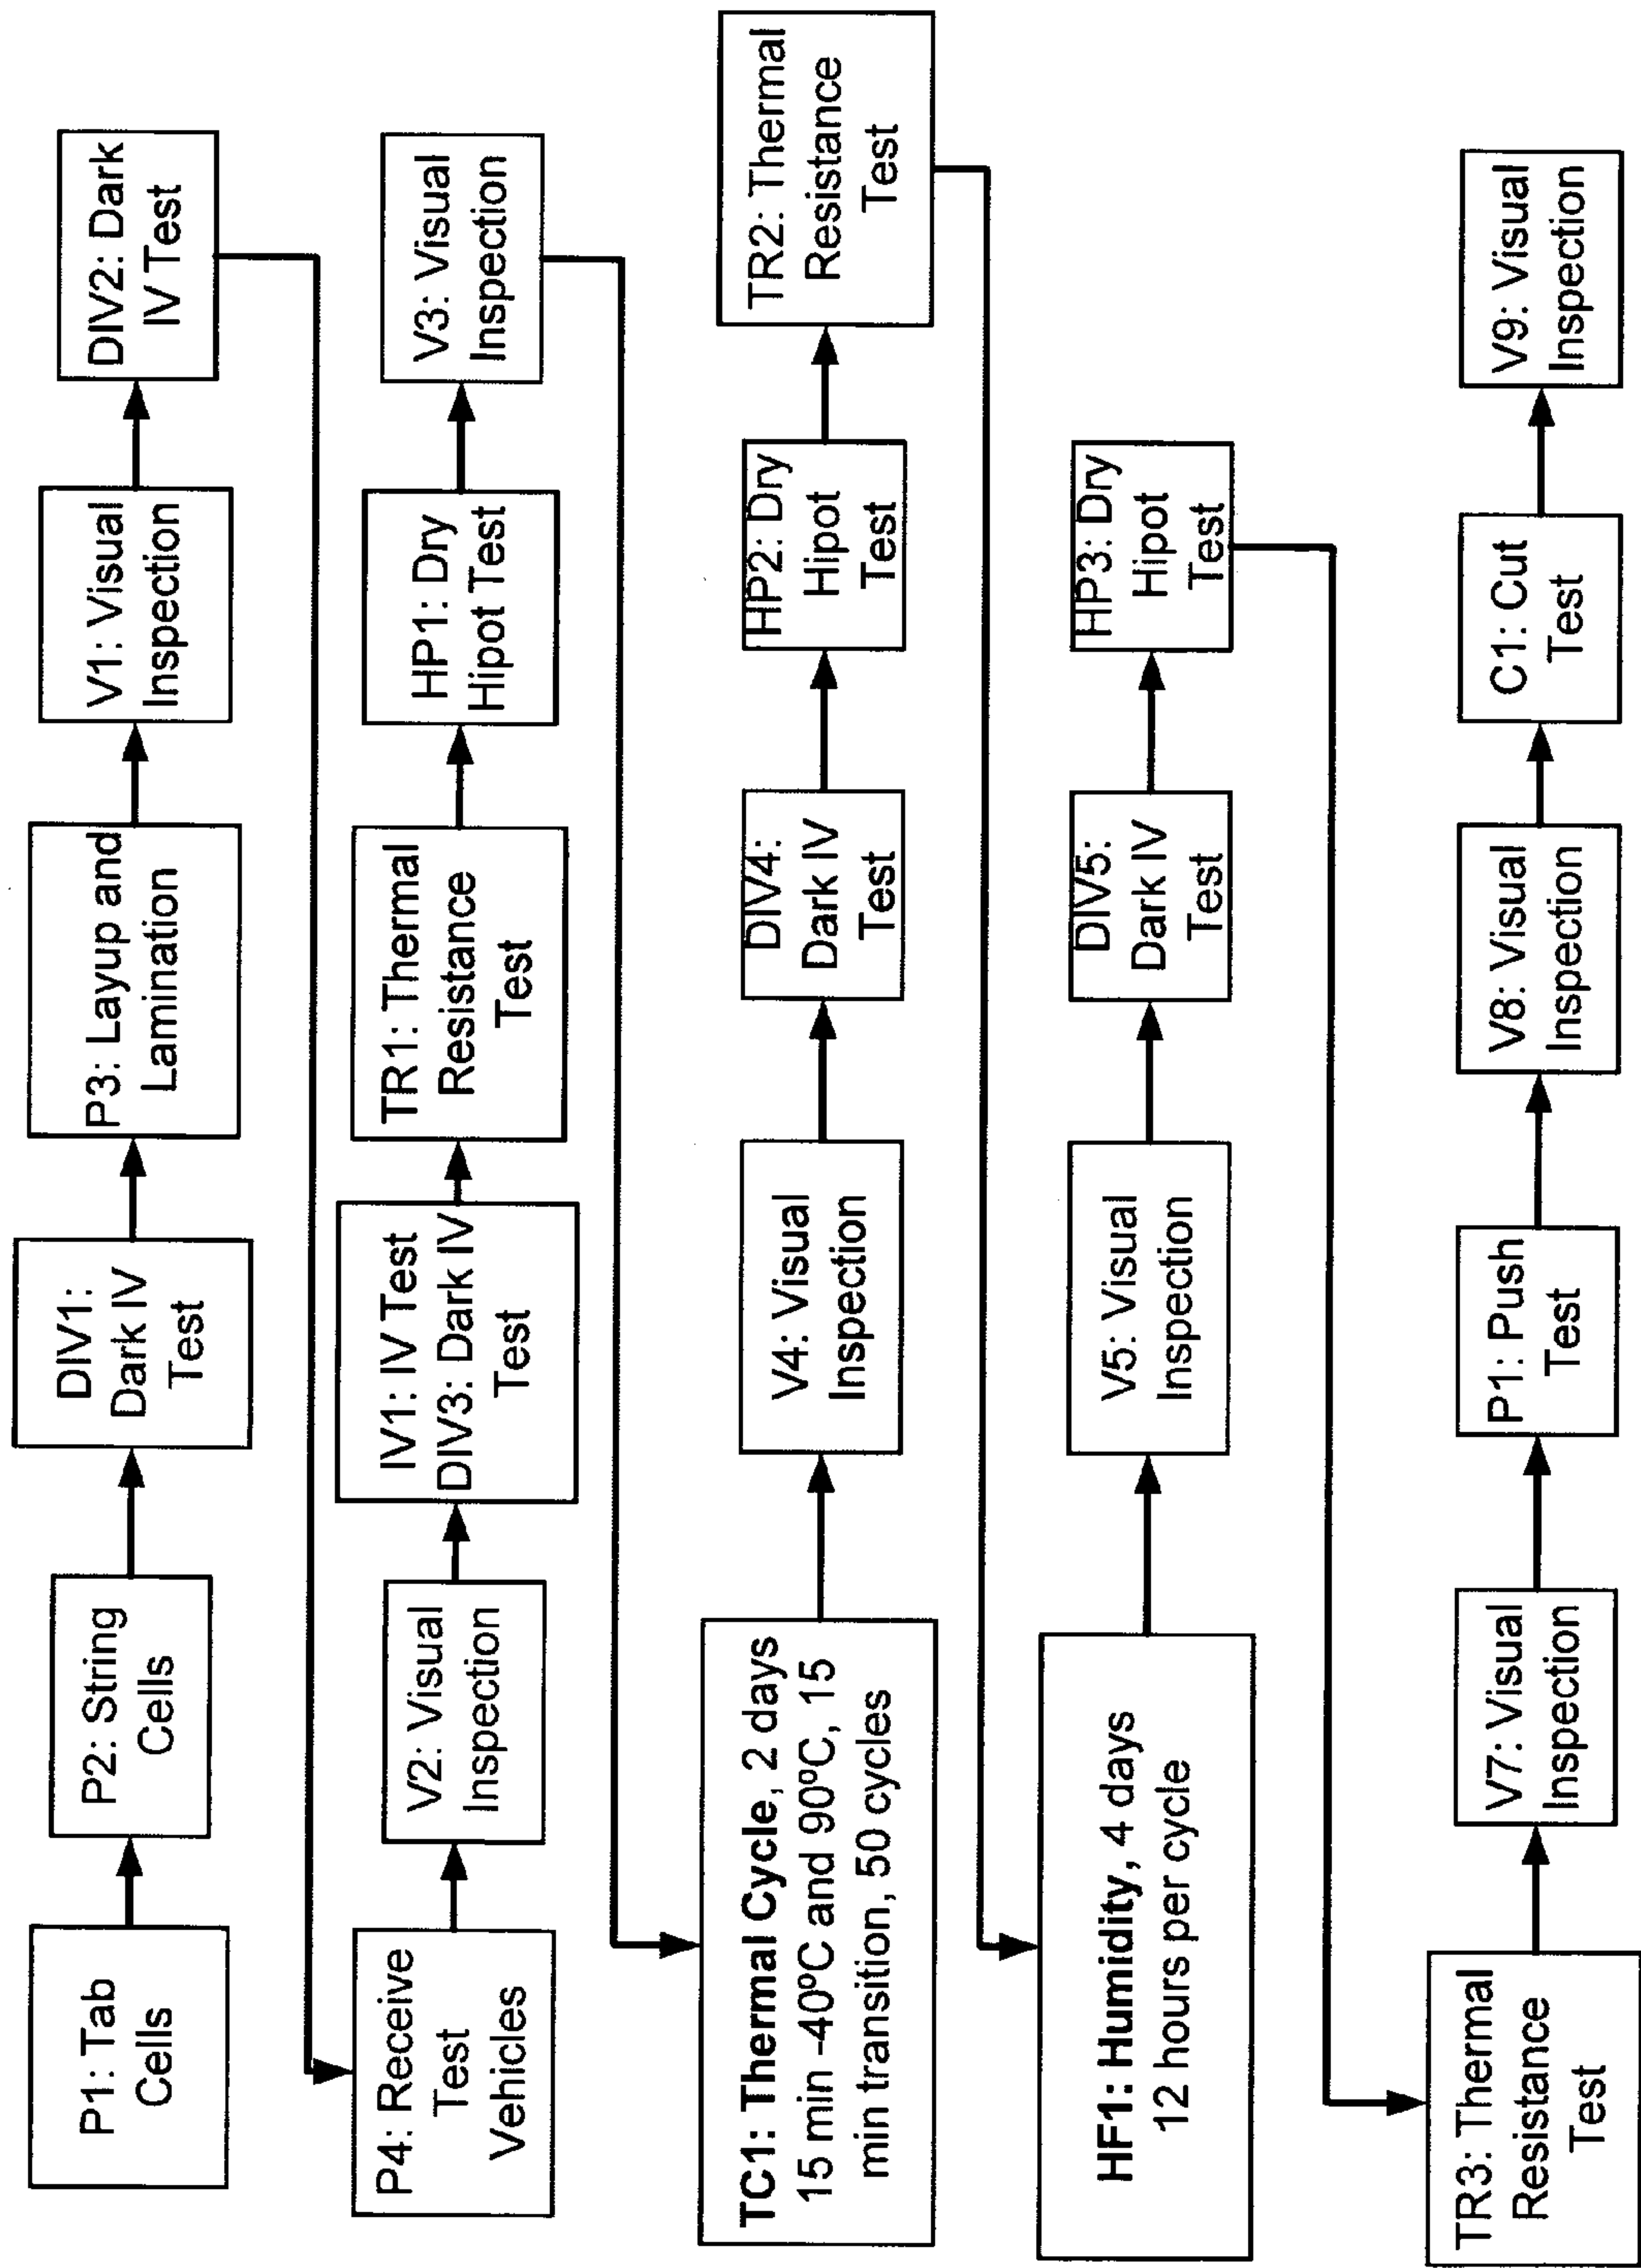 P1: Tab
Cells
P2: String
Cells
DIV1:
Dark IV
Test
P3: Layup and
Lamination
V1: Visual
Inspection
DIV2: Dark
IV Test
P4: Receive
Test
Vehicles
V2: Visual
Inspection
IV1: IV Test
DIV3: Dark IV
Test
TR1: Thermal
Resistance
Test
HP1: Dry
Hipot Test
V3: Visual
Inspection
TC1: Thermal Cycle, 2 days
15 min -40ºC and 90ºC, 15
min transition, 50 cycles
V4: Visual
Inspection
DIV4:
Dark IV
Test
HP2: Dry
Hipot
Test
TR2: Thermal
Resistance
Test
HF1: Humidity, 4 days
12 hours per cycle
V5: Visual
Inspection
DIV5:
Dark IV
Test
HP3: Dry
Hipot
Test
TR3: Thermal
Resistance
Test
V7: Visual
Inspection
P1: Push
Test
V8: Visual
Inspection
C1: Cut
Test
V9: Visual
Inspection